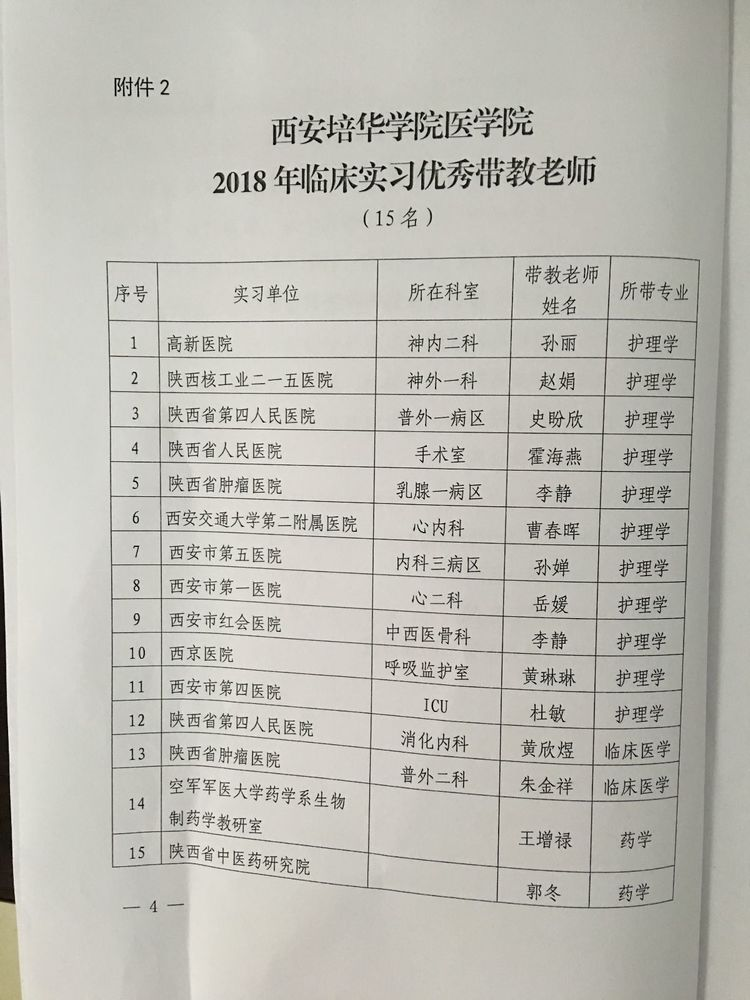 附件2
西安培华学院医学院
2018年临床实习优秀带教老师
（15名）
序号 实习单位 所在科室 带教老师姓名 所带专业
1 高新医院 神内二科 孙丽 护理学
2 陕西核工业二一五医院 神外一科 赵娟 护理学
3 陕西省第四人民医院 普外一病区 史盼欣 护理学
4 陕西省人民医院 手术室 霍海燕 护理学
5 陕西省肿瘤医院 乳腺一病区 李静 护理学
6 西安交通大学第二附属医院 心内科 曹春晖 护理学
7 西安市第五医院 内科三病区 孙婵 护理学
8 西安市第一医院 心二科 岳媛 护理学
9 西安市红会医院 中西医骨科 李静 护理学
10 西京医院 呼吸监护室 黄琳琳 护理学
11 西安市第四医院 ICU 杜敏 护理学
12 陕西省第四人民医院 消化内科 黄欣煜 临床医学
13 陕西省肿瘤医院 普外二科 朱金祥 临床医学
14 空军军医大学药学系生物制药学教研室 王增禄 药学
15 陕西省中医药研究院 郭冬 药学
— 4 —